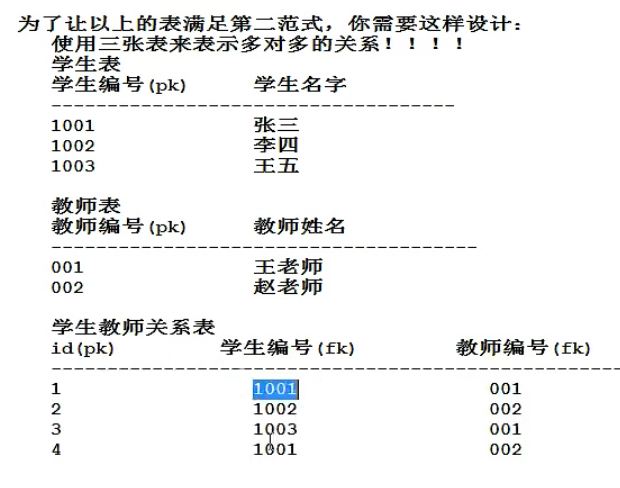 为了让以上的表满足第二范式，你需要这样设计：
使用三张表来表示多对多的关系！！！！
学生表
学生编号(pk) 学生名字
------------------------------------
1001 张三
1002 李四
1003 王五
教师表
教师编号(pk) 教师姓名
--------------------------------------
001 王老师
002 赵老师
学生教师关系表
id(pk) 学生编号(fk) 教师编号(fk)
--------------------------------------------------
1 1001 001
2 1002 002
3 1003 001
4 1001 002